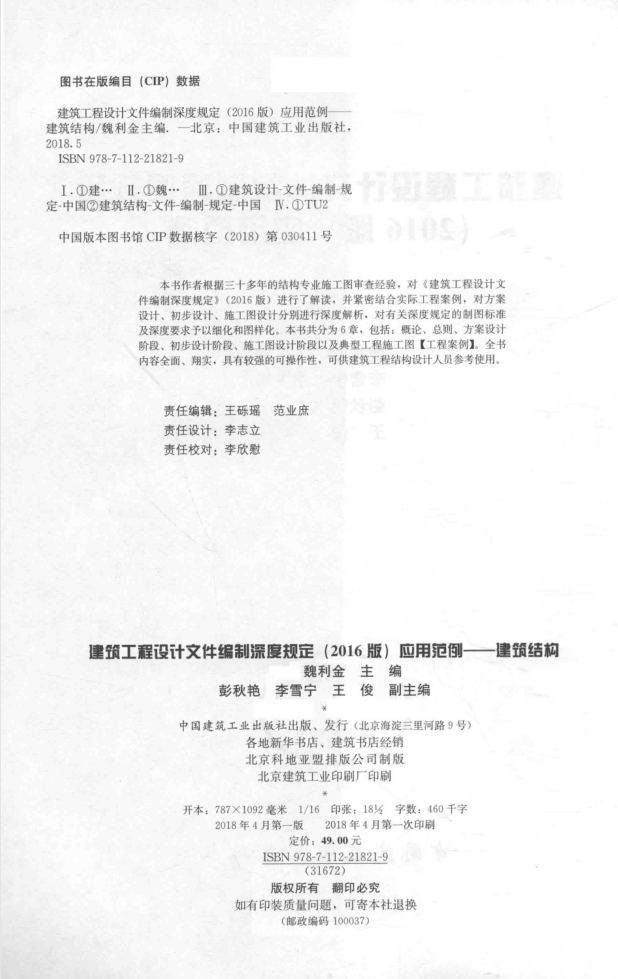 图书在版编目（CIP）数据
建筑工程设计文件编制深度规定（2016 版）应用范例——
建筑结构/魏利金主编．—北京：中国建筑工业出版社，
2018.5
ISBN 978-7-112-21821-9
Ⅰ.①建… Ⅱ.①魏… Ⅲ.①建筑设计-文件-编制-规
定-中国②建筑结构-文件-编制-规定-中国 Ⅳ.①TU2
中国版本图书馆 CIP 数据核字（2018）第 030411 号
本书作者根据三十多年的结构专业施工图审查经验，对《建筑工程设计文
件编制深度规定》（2016 版）进行了解读，并紧密结合实际工程案例，对方案
设计、初步设计、施工图设计分别进行深度解析，对有关深度规定的制图标准
及深度要求予以细化和图样化。本书共分为 6 章，包括：概论、总则、方案设计
阶段、初步设计阶段、施工图设计阶段以及典型工程施工图【工程案例】。全书
内容全面、翔实，具有较强的可操作性，可供建筑工程结构设计人员参考使用。
责任编辑：王砾瑶 范业庶
责任设计：李志立
责任校对：李欣慰
建筑工程设计文件编制深度规定（2016 版）应用范例——建筑结构
魏利金 主 编
彭秋艳 李雪宁 王 俊 副主编
*
中国建筑工业出版社出版、发行（北京海淀三里河路 9 号）
各地新华书店、建筑书店经销
北京科地亚盟排版公司制版
北京建筑工业印刷厂印刷
*
开本：787×1092 毫米 1/16 印张：18½ 字数：460 千字
2018 年 4 月第一版 2018 年 4 月第一次印刷
定价：49.00 元
ISBN 978-7-112-21821-9
（31672）
版权所有 翻印必究
如有印装质量问题，可寄本社退换
（邮政编码 100037）